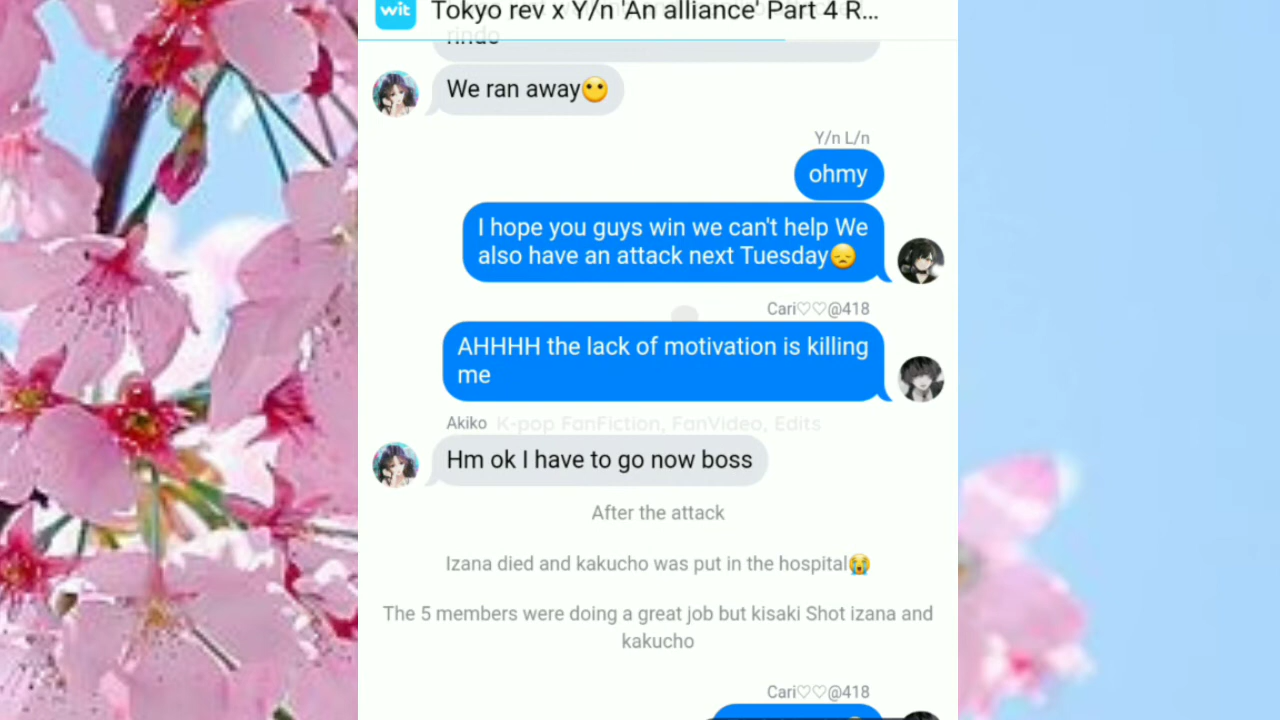 wit
Tokyo rev x Y/n 'An alliance' Part 4 R...
rindo
We ran away😶
Y/n L/n
ohmy
I hope you guys win we can't help We
also have an attack next Tuesday😞
Cari♡♡@418
AHHHH the lack of motivation is killing
me
Akiko
K-pop FanFiction, FanVideo, Edits
Hm ok I have to go now boss
After the attack
Izana died and kakucho was put in the hospital😭
The 5 members were doing a great job but kisaki Shot izana and
kakucho
Cari♡♡@418